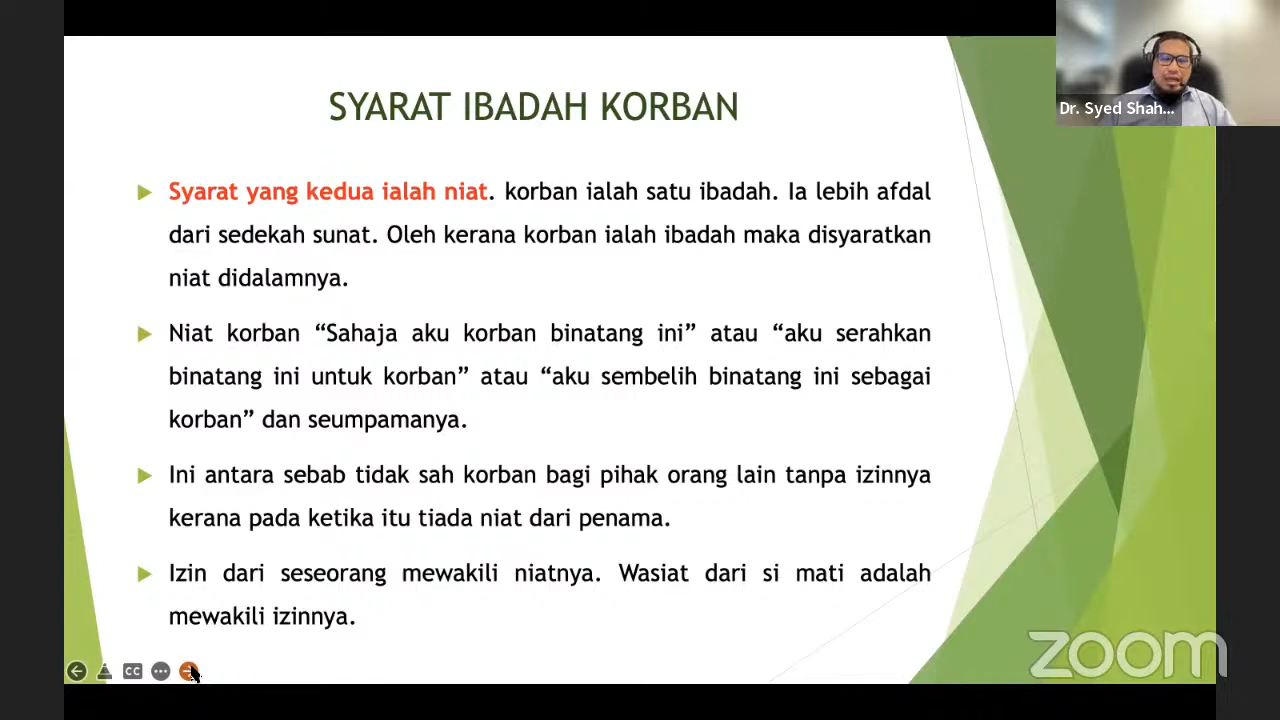 Dr. Syed Shah...
SYARAT IBADAH KORBAN
Syarat yang kedua ialah niat. korban ialah satu ibadah. Ia lebih afdal
dari sedekah sunat. Oleh kerana korban ialah ibadah maka disyaratkan
niat didalamnya.
Niat korban “Sahaja aku korban binatang ini” atau “aku serahkan
binatang ini untuk korban” atau “aku sembelih binatang ini sebagai
korban” dan seumpamanya.
Ini antara sebab tidak sah korban bagi pihak orang lain tanpa izinnya
kerana pada ketika itu tiada niat dari penama.
Izin dari seseorang mewakili niatnya. Wasiat dari si mati adalah
mewakili izinnya.
CC
zoom